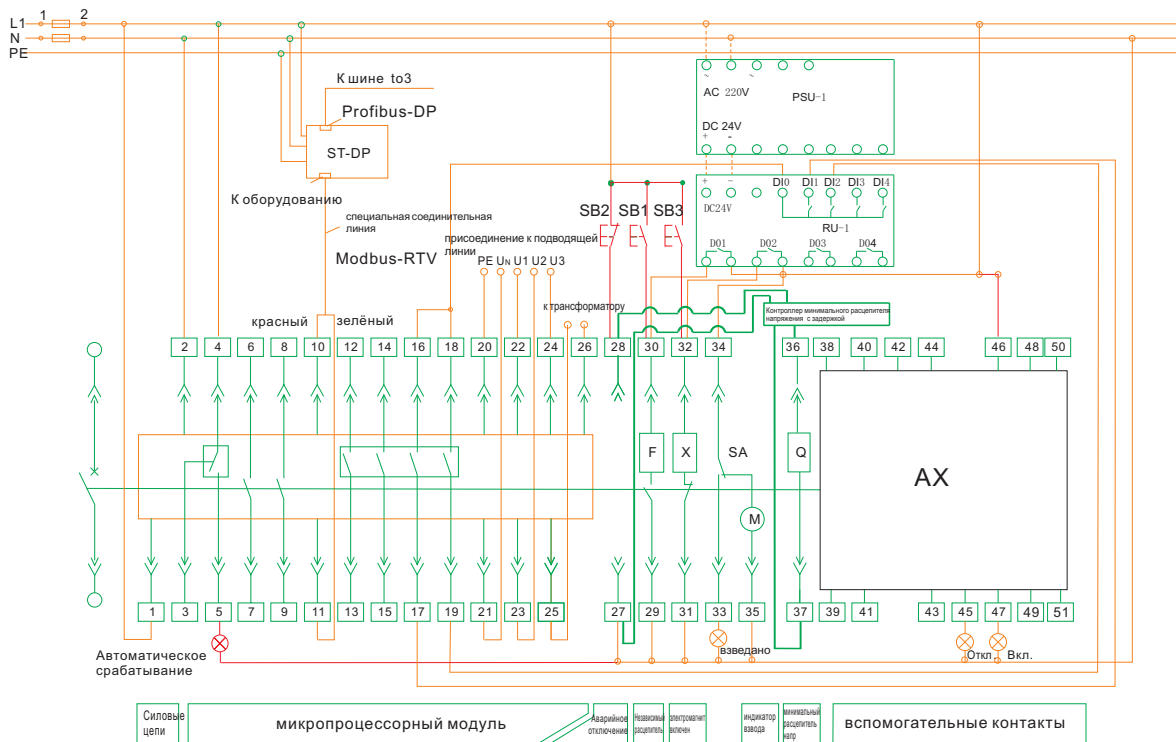 L1 1 2
N
PE
К шине to3
Profibus-DP
ST-DP
К оборудованию
специальная соединительная
линия
Modbus-RTV
присоединение к подводящей
линии
PE UN U1 U2 U3
к трансформатору
красный зелёный
SB2 SB1 SB3
~ ~
AC 220V PSU-1
DC 24V
+ -
+ - DI0 DI1 DI2 DI3 DI4
DC24V
RU-1
D01 D02 D03 D04
Контроллер минимального расцепителя
напряжения с задержкой
2 4 6 8 10 12 14 16 18 20 22 24 26 28 30 32 34 36 38 40 42 44 46 48 50
F X SA Q
AX
M
1 3 5 7 9 11 13 15 17 19 21 23 25 27 29 31 33 35 37 39 41 43 45 47 49 51
Автоматическое
срабатывание
взведано
Откл. Вкл.
Силовые
цепи
микропроцессорный модуль
Аварийное
отключение
Независимый
расцепитель
электромагнит
включен
индикатор
взвода
минимальный
расцепитель
напр
вспомогательные контакты